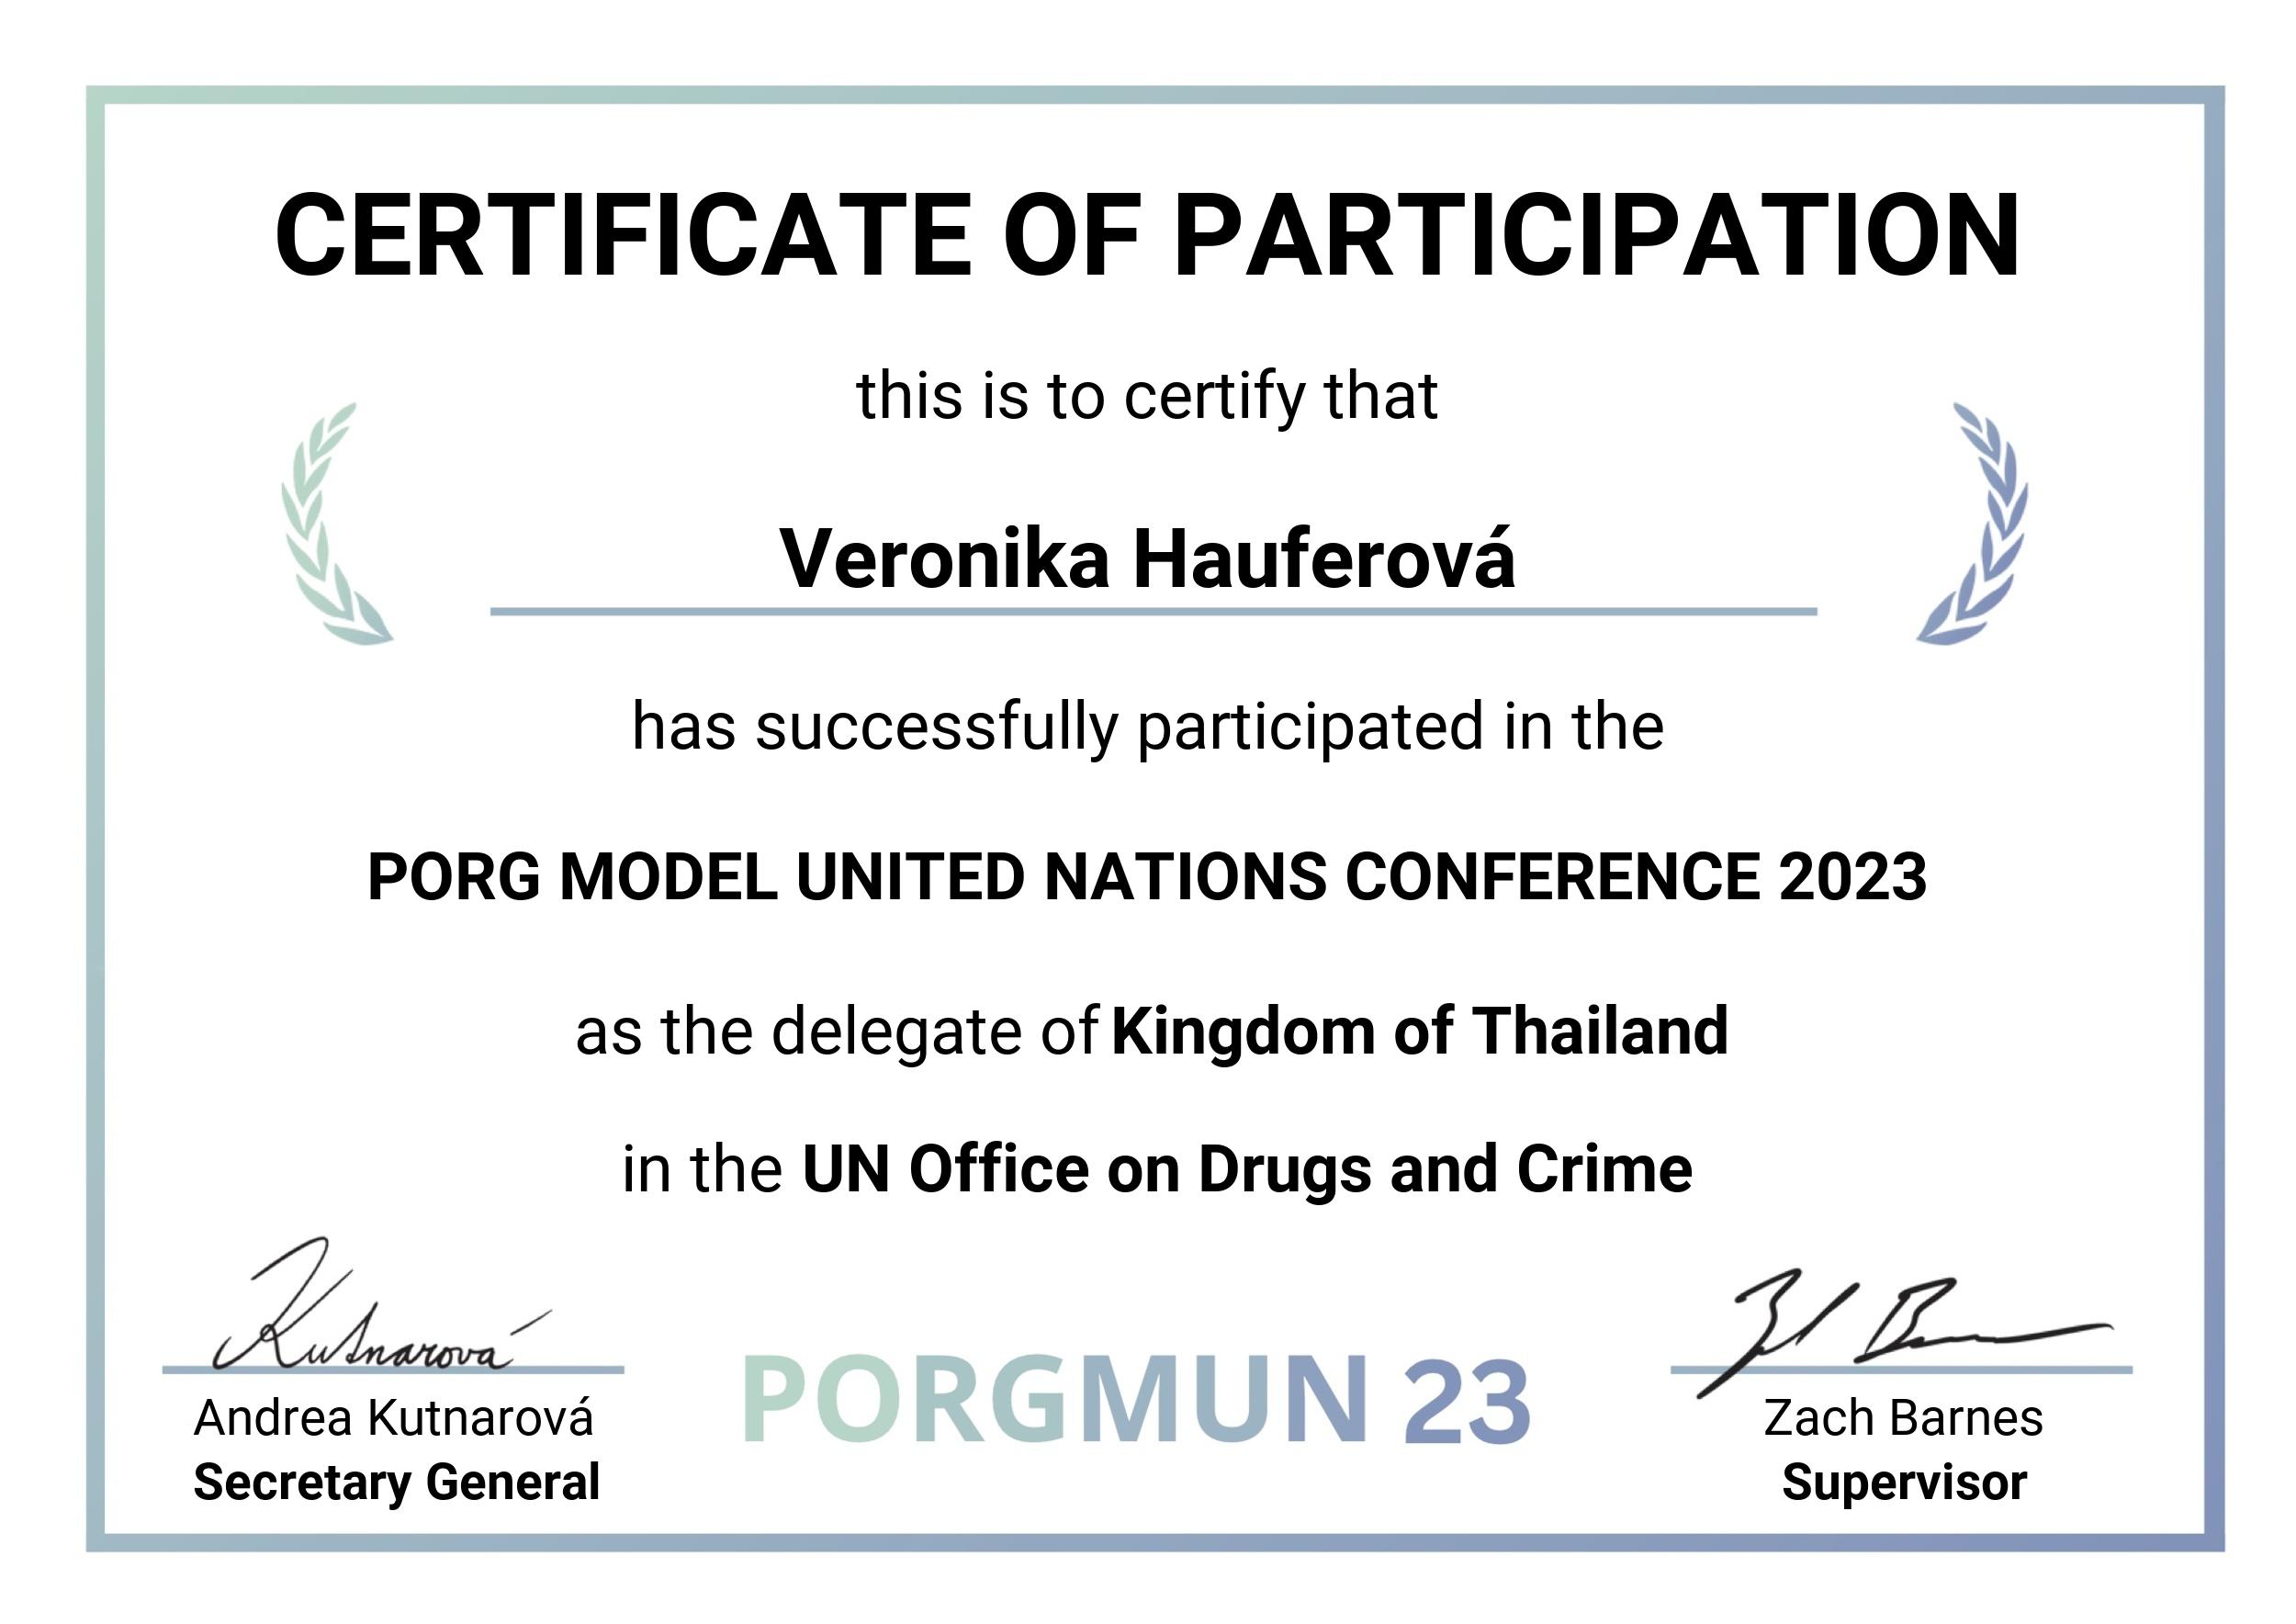 CERTIFICATE OF PARTICIPATION
this is to certify that
Veronika Hauferová
has successfully participated in the
PORG MODEL UNITED NATIONS CONFERENCE 2023
as the delegate of Kingdom of Thailand
in the UN Office on Drugs and Crime
Kutnarová
Andrea Kutnarová
Secretary General
PORGMUN 23
Zach Barnes
Supervisor